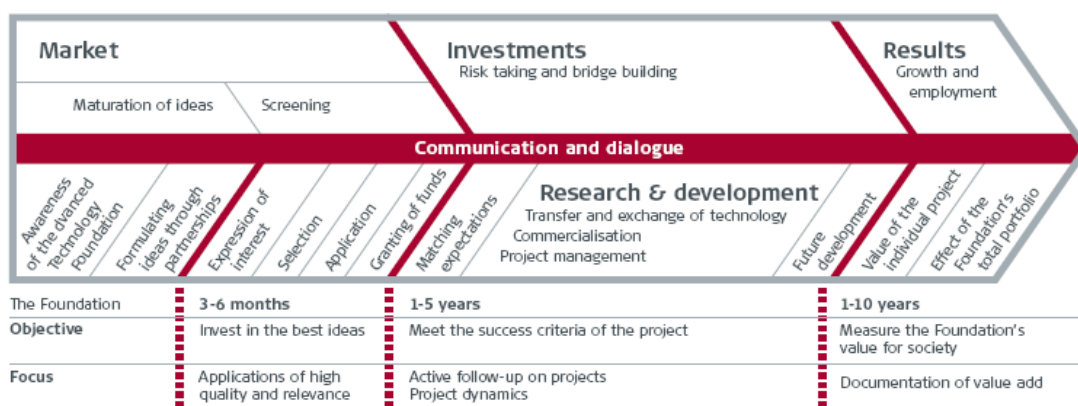 Market
Maturation of ideas
Screening
Investments
Risk taking and bridge building
Results
Growth and
employment
Communication and dialogue
Awareness
of the dvanced
Technology
Foundation
Formulating
ideas through
partnerships
Expression of
interest
Selection
Application
Granting of funds
Matching
expectations
Research & development
Transfer and exchange of technology
Commercialisation
Project management
Future
development
Value of the
individual project
Effect of the
Foundation's
total portfolio
The Foundation
3-6 months
1-5 years
1-10 years
Objective
Invest in the best ideas
Meet the success criteria of the project
Measure the Foundation's
value for society
Focus
Applications of high
quality and relevance
Active follow-up on projects
Project dynamics
Documentation of value add